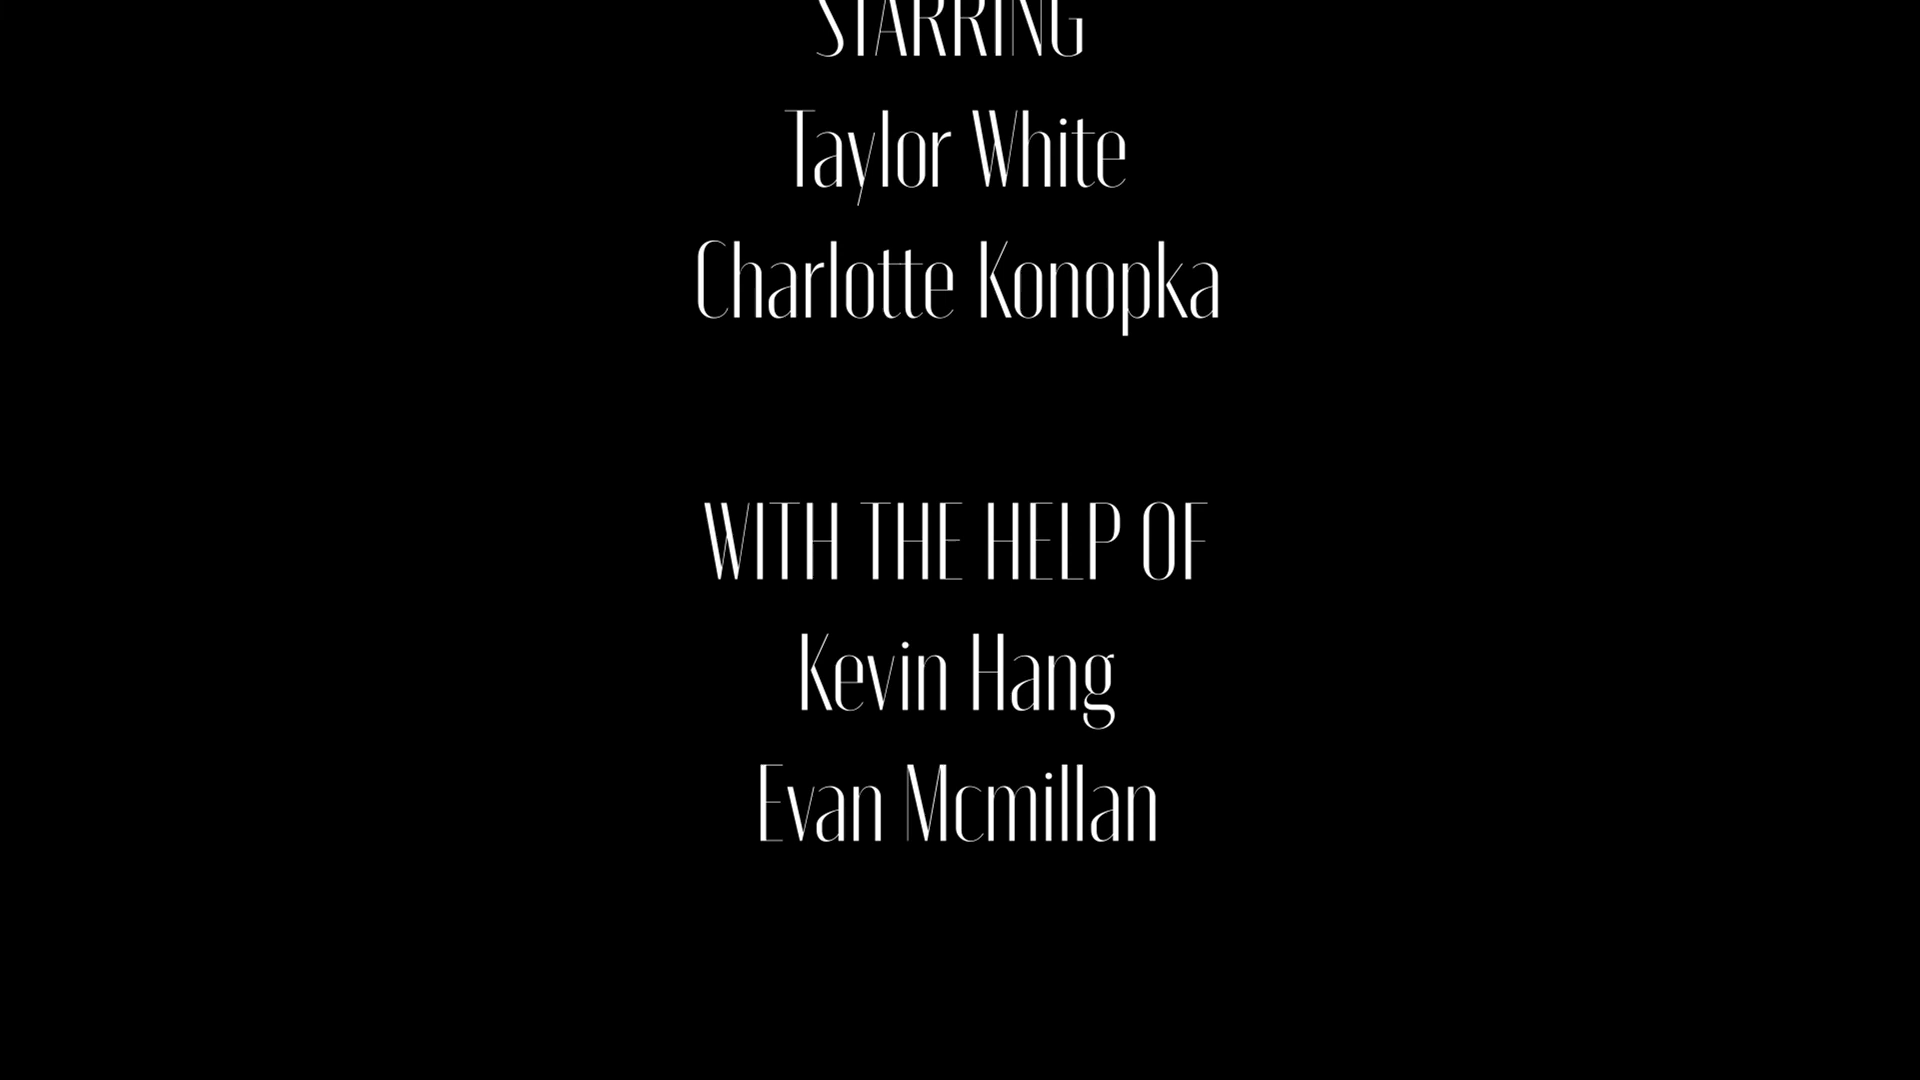 STARRING
Taylor White
Charlotte Konopka
WITH THE HELP OF
Kevin Hang
Evan Mcmillan